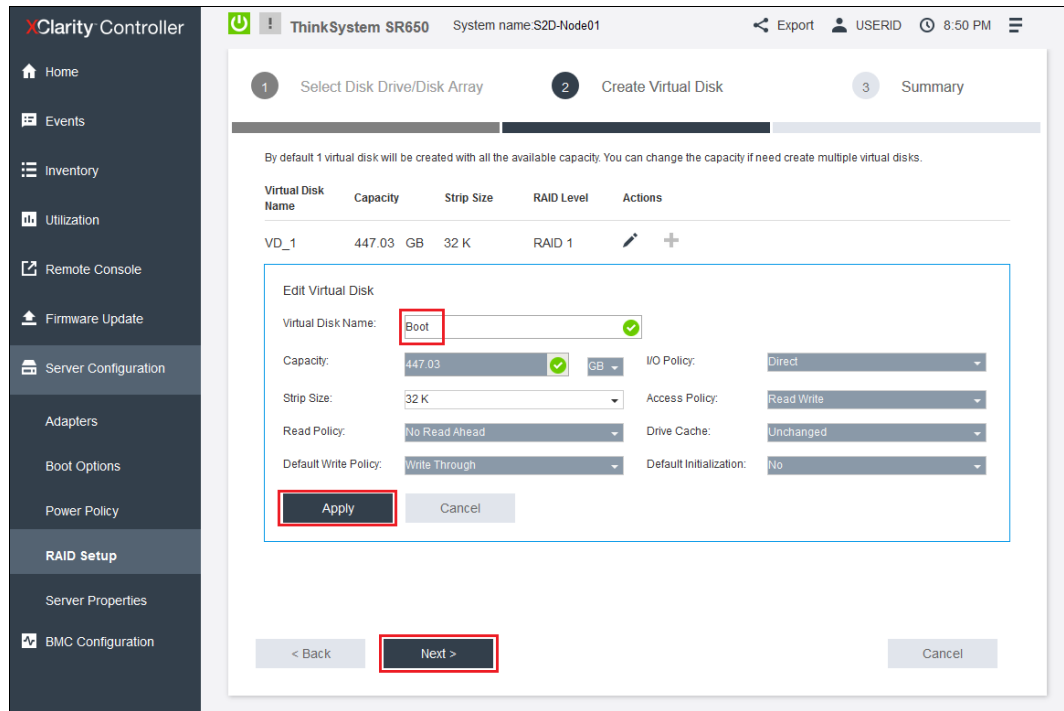 XClarity Controller
ThinkSystem SR650 System name:S2D-Node01 Export USERID 8:50 PM
Home
Events
Inventory
Utilization
Remote Console
Firmware Update
Server Configuration
Adapters
Boot Options
Power Policy
RAID Setup
Server Properties
BMC Configuration
1 Select Disk Drive/Disk Array 2 Create Virtual Disk 3 Summary
By default 1 virtual disk will be created with all the available capacity. You can change the capacity if need create multiple virtual disks.
Virtual Disk
Name Capacity Strip Size RAID Level Actions
VD_1 447.03 GB 32 K RAID 1
Edit Virtual Disk
Virtual Disk Name: Boot
Capacity: 447.03 GB I/O Policy: Direct
Strip Size: 32 K Access Policy: Read Write
Read Policy: No Read Ahead Drive Cache: Unchanged
Default Write Policy: Write Through Default Initialization: No
Apply Cancel
< Back Next > Cancel